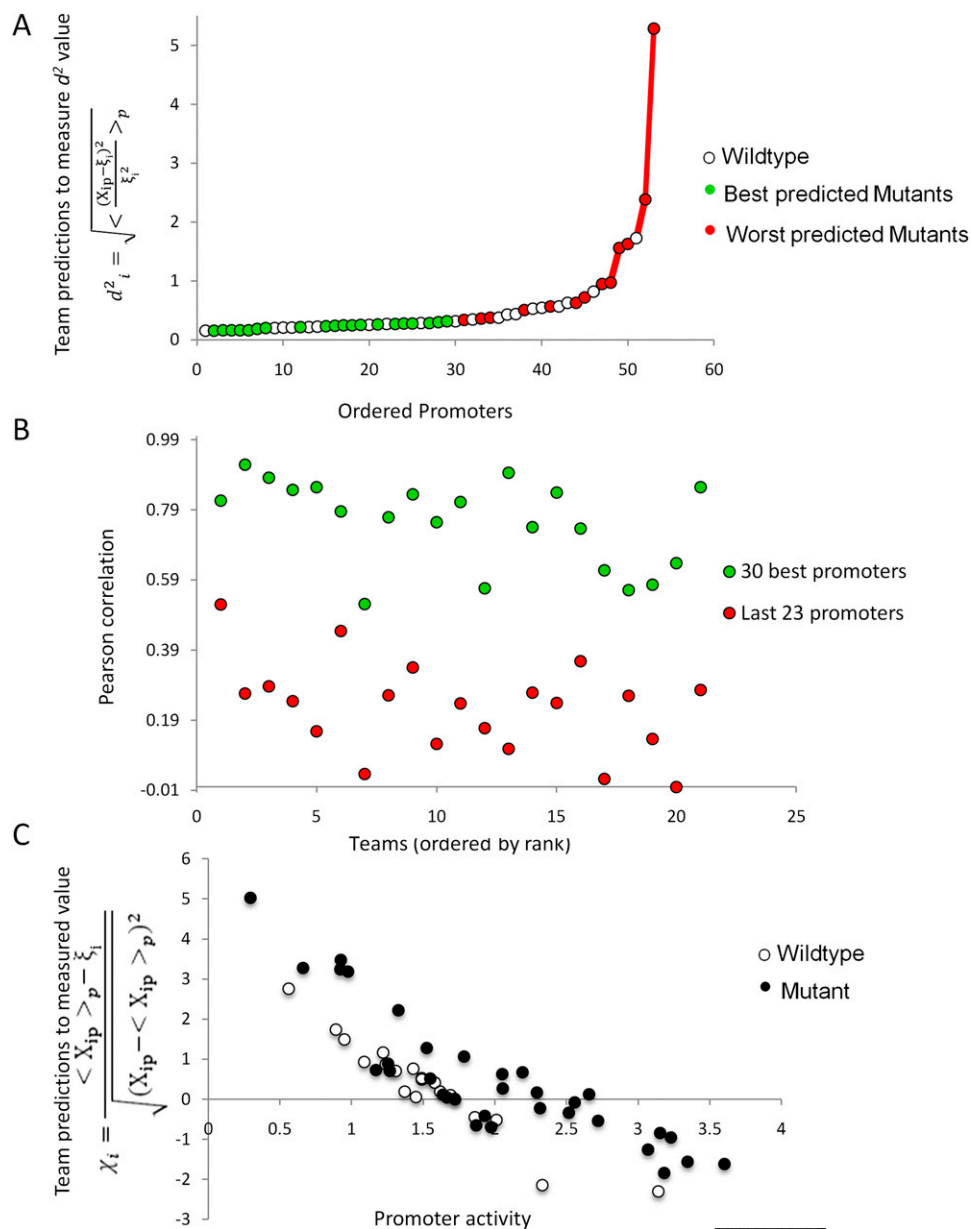 A
Team predictions to measure d² value
d²ᵢ = √< (Xip−ξi)² / ξi² >p
5
4
3
2
1
0
0 10 20 30 40 50 60
Ordered Promoters
Wildtype
Best predicted Mutants
Worst predicted Mutants
B
Pearson correlation
0.99
0.79
0.59
0.39
0.19
-0.01
0 5 10 15 20 25
Teams (ordered by rank)
30 best promoters
Last 23 promoters
C
Team predictions to measured value
χi = < Xip >p − ξi / √(Xip − < Xip >p)²
6
5
4
3
2
1
0
-1
-2
-3
0 0.5 1 1.5 2 2.5 3 3.5 4
Promoter activity
Wildtype
Mutant